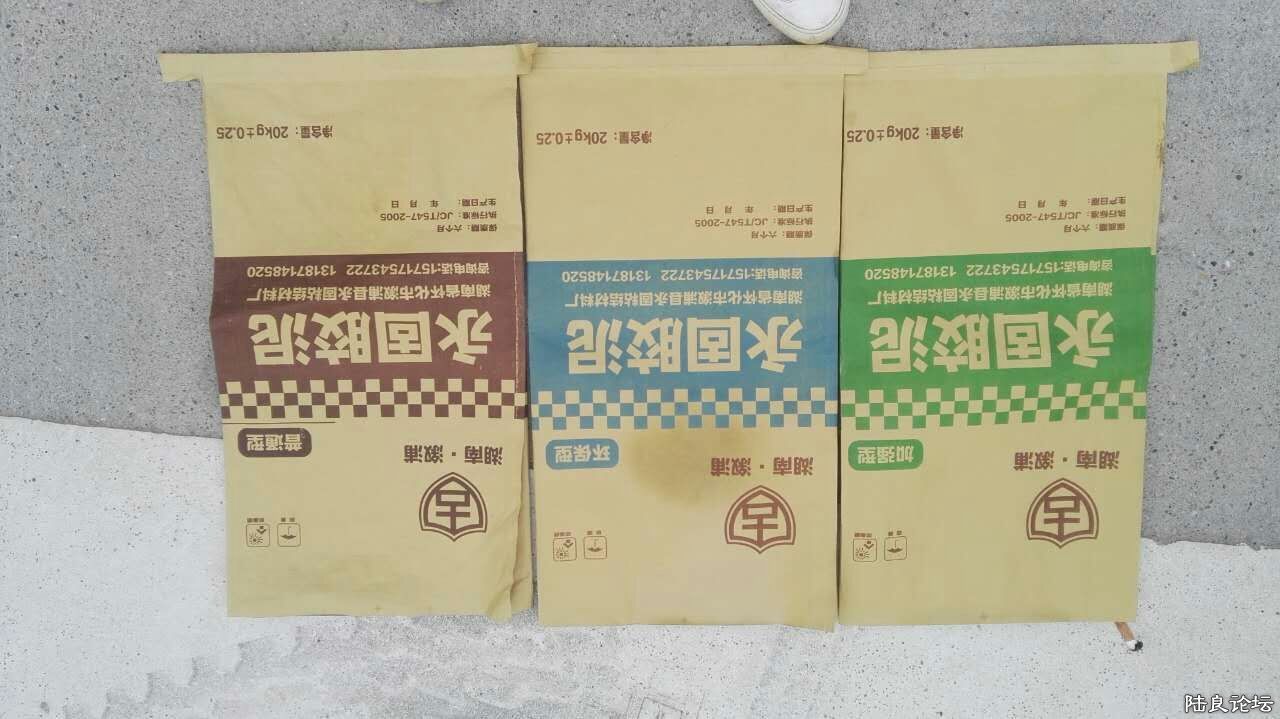 湖南·溆浦
普通型
永固胶泥
湖南省怀化市溆浦县永固粘结材料厂
咨询电话:15717543722 13187148520
保质期：六个月
执行标准：JC/T547-2005
生产日期： 年 月 日
净含量：20kg±0.25
湖南·溆浦
环保型
永固胶泥
湖南省怀化市溆浦县永固粘结材料厂
咨询电话:15717543722 13187148520
保质期：六个月
执行标准：JC/T547-2005
生产日期： 年 月 日
净含量：20kg±0.25
湖南·溆浦
加强型
永固胶泥
湖南省怀化市溆浦县永固粘结材料厂
咨询电话:15717543722 13187148520
保质期：六个月
执行标准：JC/T547-2005
生产日期： 年 月 日
净含量：20kg±0.25
陆良论坛